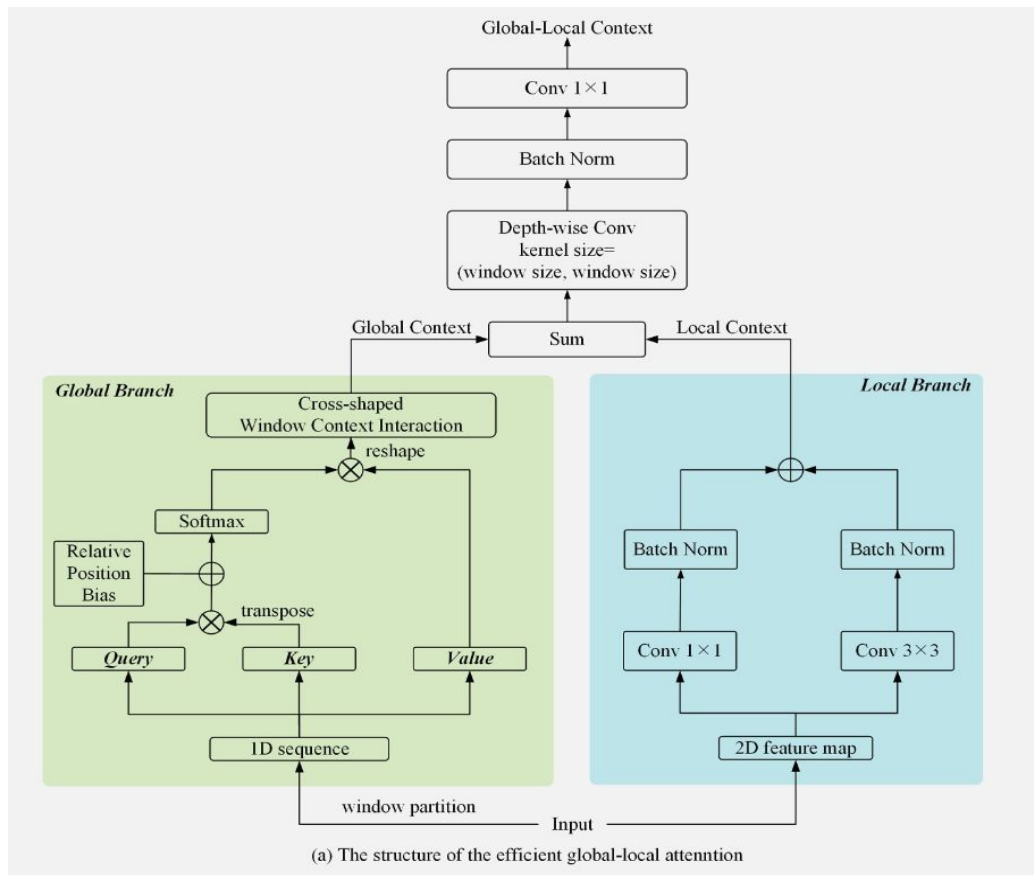 Global-Local Context
Conv 1×1
Batch Norm
Depth-wise Conv
kernel size=
(window size, window size)
Global Context
Sum
Local Context
Global Branch
Cross-shaped
Window Context Interaction
reshape
Softmax
Relative
Position
Bias
transpose
Query
Key
Value
1D sequence
Local Branch
Batch Norm
Batch Norm
Conv 1×1
Conv 3×3
2D feature map
window partition
Input
(a) The structure of the efficient global-local attenntion